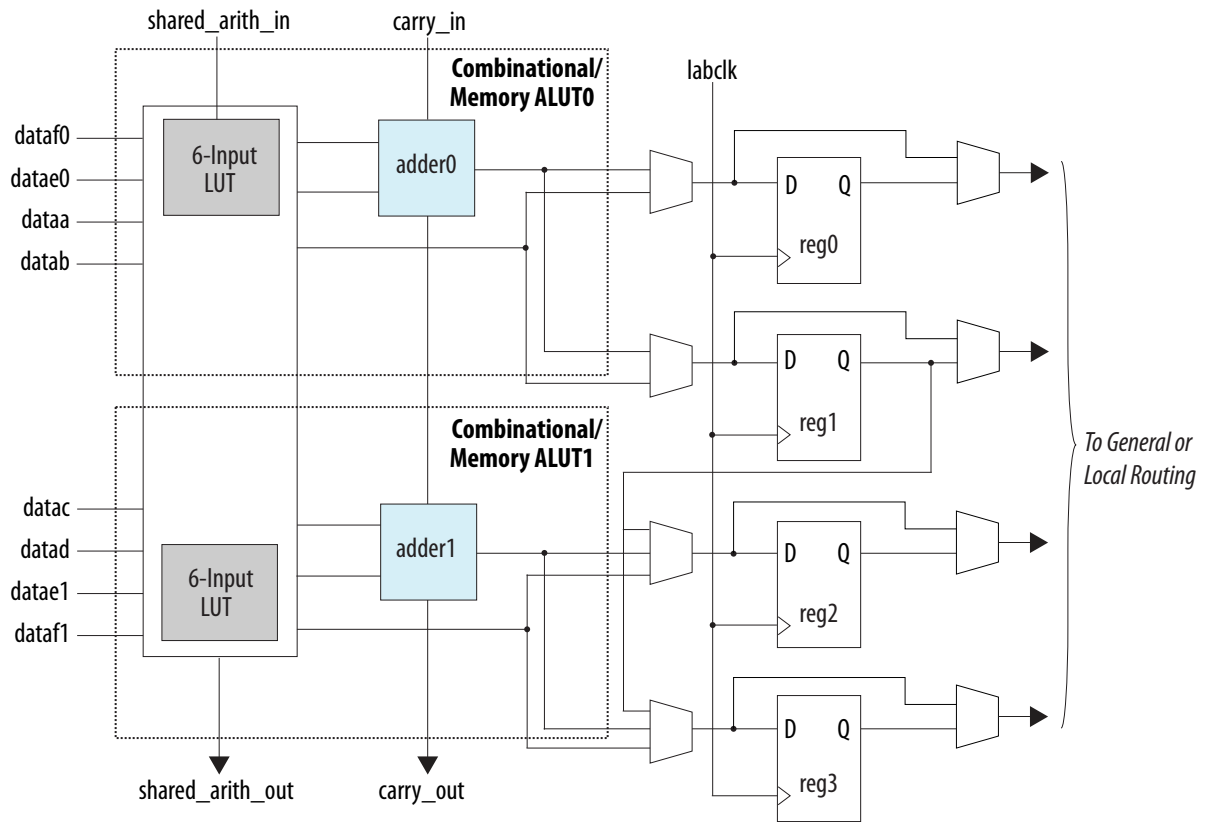 shared_arith_in
carry_in
Combinational/
Memory ALUT0
labclk
dataf0
datae0
dataa
datab
6-Input
LUT
adder0
D Q
reg0
D Q
reg1
Combinational/
Memory ALUT1
To General or
Local Routing
datac
datad
datae1
dataf1
6-Input
LUT
adder1
D Q
reg2
D Q
reg3
shared_arith_out
carry_out